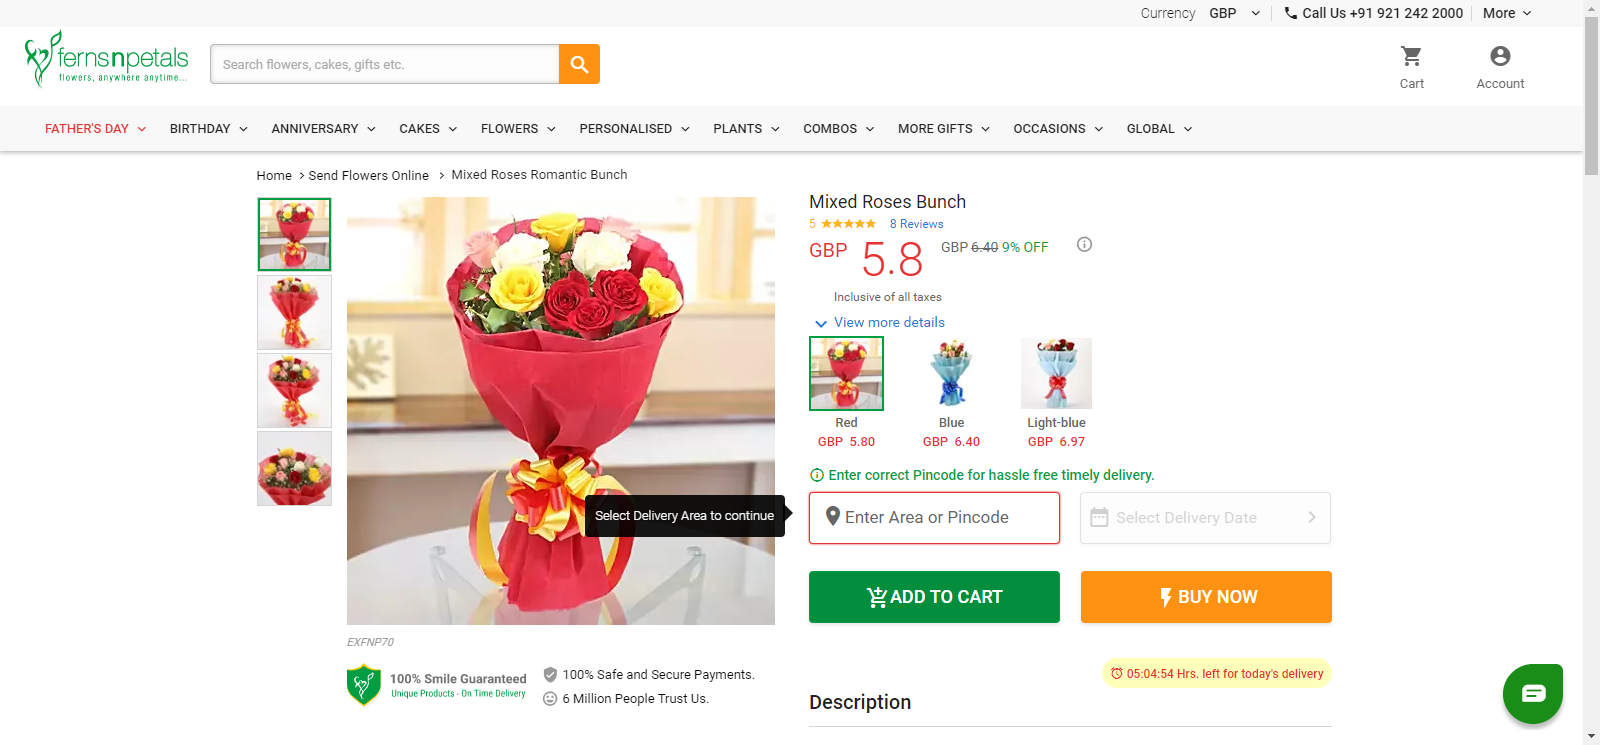 Currency GBP Call Us +91 921 242 2000 More
fernsnpetals
flowers, anywhere anytime...
Search flowers, cakes, gifts etc.
Cart
Account
FATHER'S DAY BIRTHDAY ANNIVERSARY CAKES FLOWERS PERSONALISED PLANTS COMBOS MORE GIFTS OCCASIONS GLOBAL
Home > Send Flowers Online > Mixed Roses Romantic Bunch
Mixed Roses Bunch
5 ★★★★★ 8 Reviews
GBP 5.8 GBP 6.40 9% OFF
Inclusive of all taxes
View more details
Red
GBP 5.80
Blue
GBP 6.40
Light-blue
GBP 6.97
Enter correct Pincode for hassle free timely delivery.
Select Delivery Area to continue
Enter Area or Pincode
Select Delivery Date
ADD TO CART
BUY NOW
EXFNP70
100% Smile Guaranteed
Unique Products - On Time Delivery
100% Safe and Secure Payments.
6 Million People Trust Us.
05:04:54 Hrs. left for today's delivery
Description